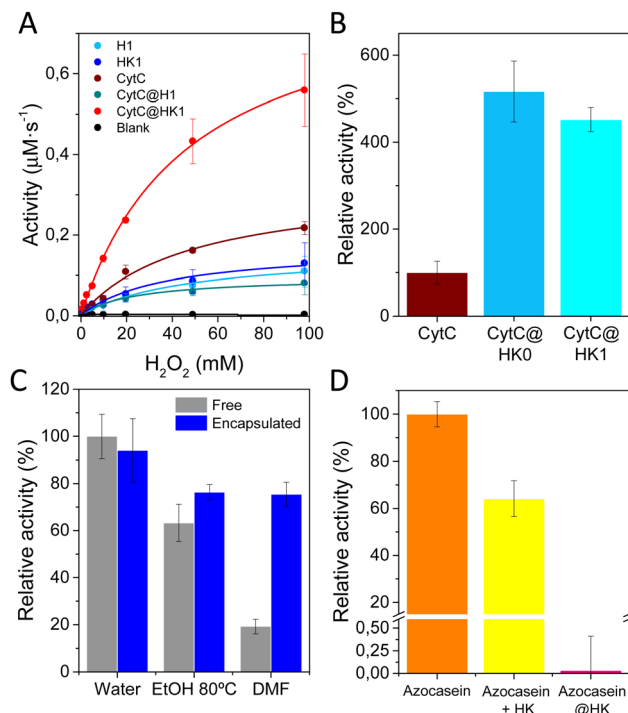 A
H1
HK1
CytC
CytC@H1
CytC@HK1
Blank
Activity (µM·s⁻¹)
0,6
0,4
0,2
0,0
0 20 40 60 80 100
H₂O₂ (mM)
B
Relative activity (%)
600
400
200
0
CytC CytC@ CytC@
HK0 HK1
C
Free
Encapsulated
Relative activity (%)
120
100
80
60
40
20
0
Water EtOH 80ºC DMF
D
Relative activity (%)
100
80
60
40
20
0,50
0,25
0,00
Azocasein Azocasein Azocasein
+ HK @HK